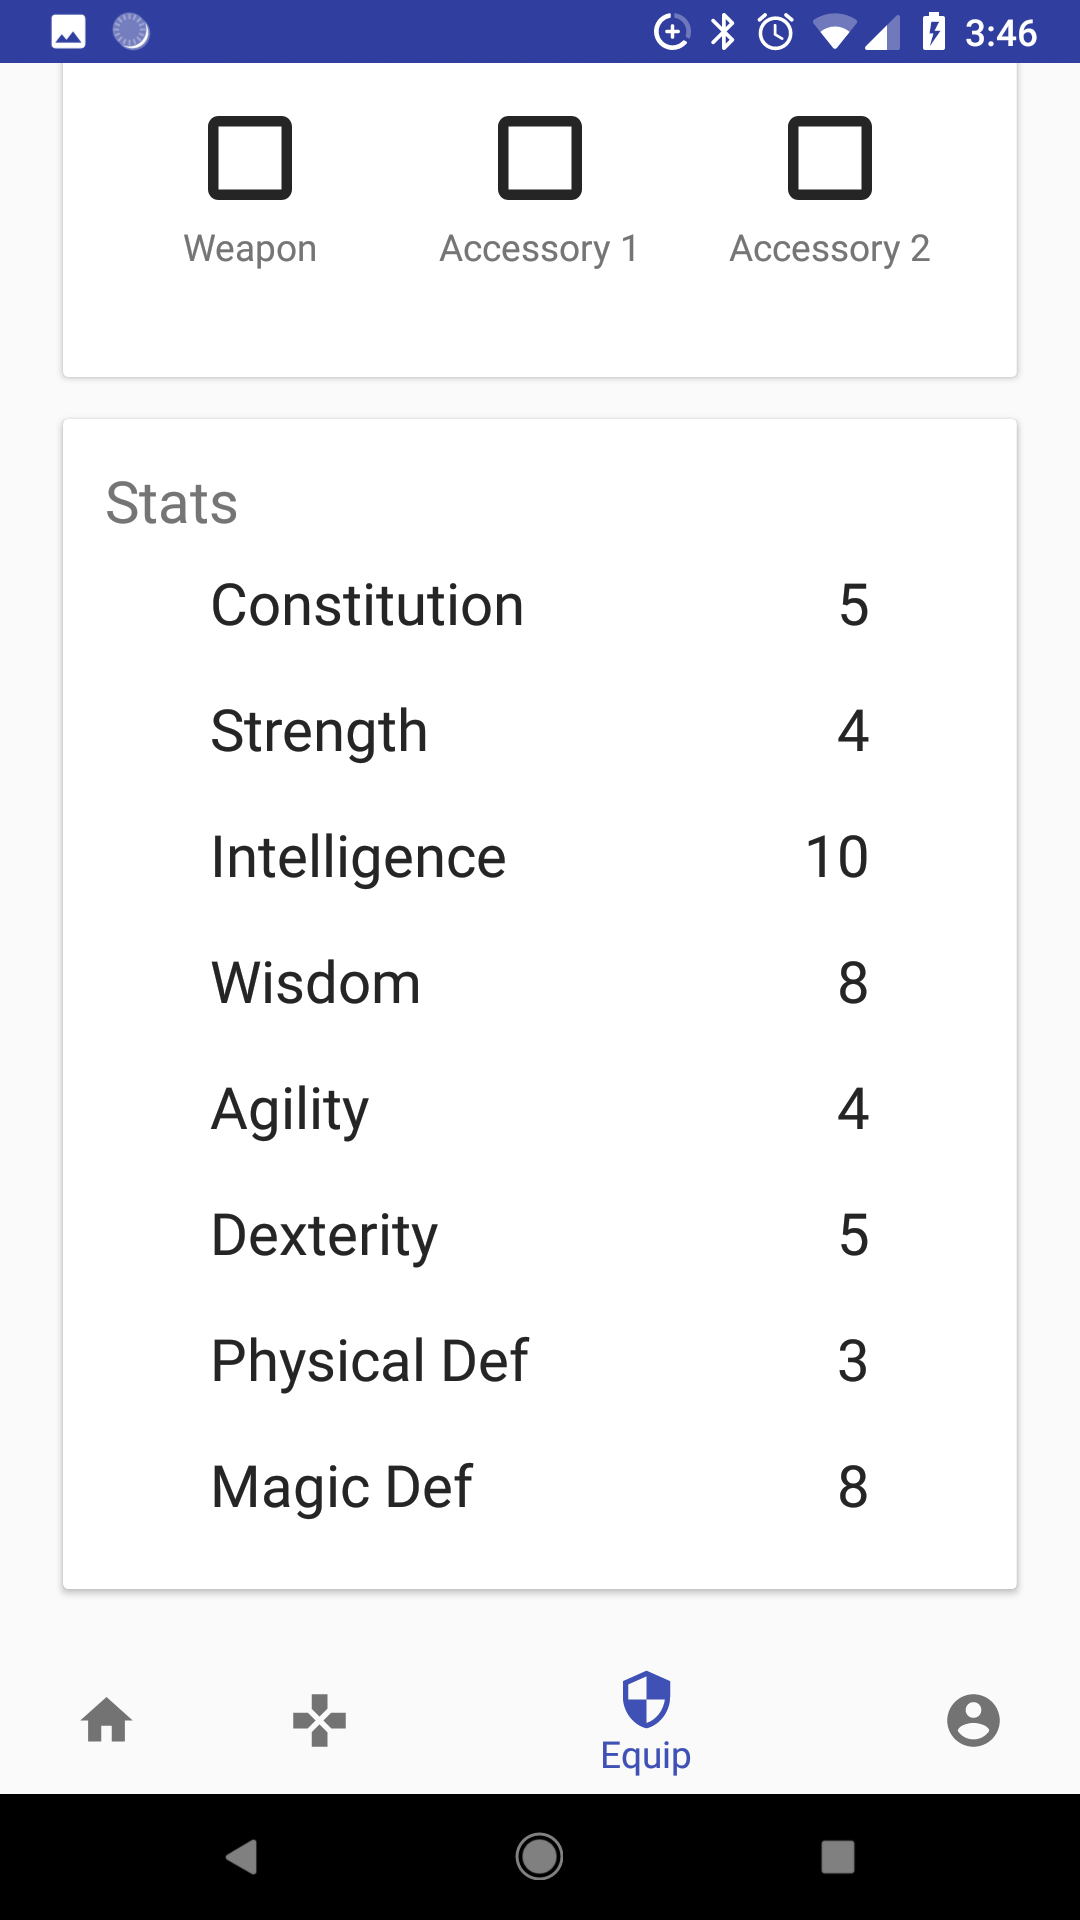 3:46
Weapon Accessory 1 Accessory 2
Stats
Constitution 5
Strength 4
Intelligence 10
Wisdom 8
Agility 4
Dexterity 5
Physical Def 3
Magic Def 8
Equip